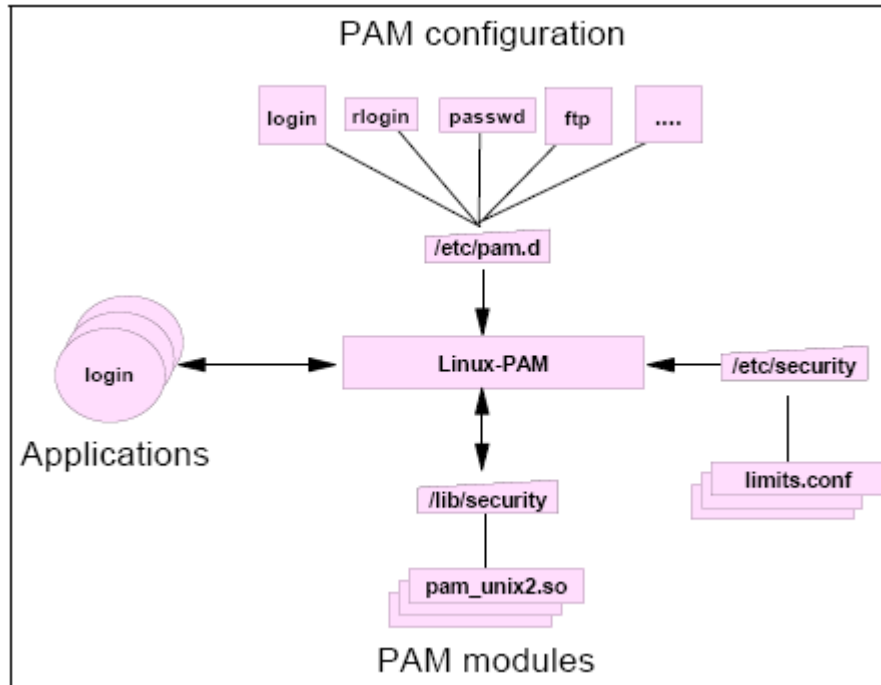 PAM configuration
login
rlogin
passwd
ftp
....
/etc/pam.d
login
Linux-PAM
/etc/security
Applications
/lib/security
limits.conf
pam_unix2.so
PAM modules